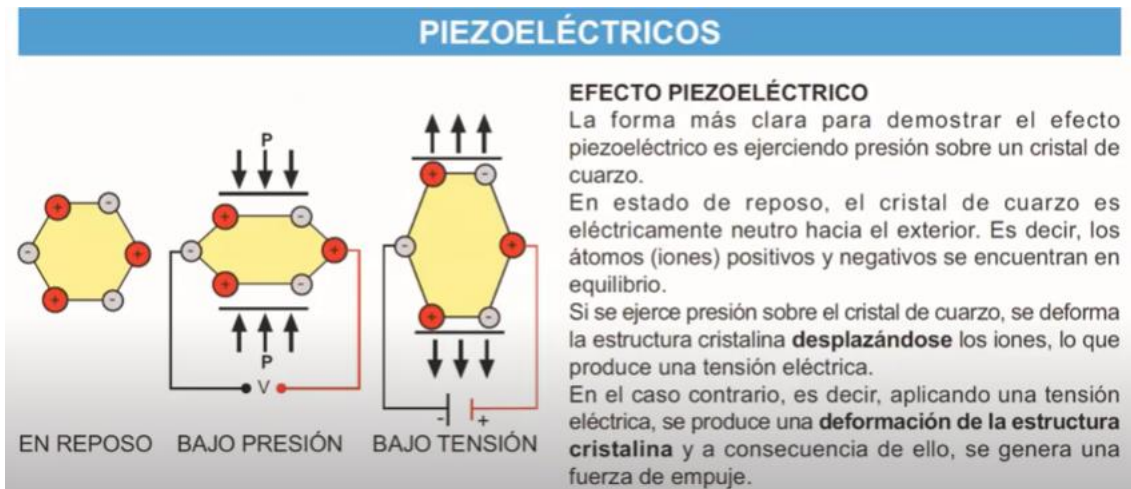 PIEZOELÉCTRICOS
P
P
V
- +
EN REPOSO BAJO PRESIÓN BAJO TENSIÓN
EFECTO PIEZOELÉCTRICO
La forma más clara para demostrar el efecto
piezoeléctrico es ejerciendo presión sobre un cristal de
cuarzo.
En estado de reposo, el cristal de cuarzo es
eléctricamente neutro hacia el exterior. Es decir, los
átomos (iones) positivos y negativos se encuentran en
equilibrio.
Si se ejerce presión sobre el cristal de cuarzo, se deforma
la estructura cristalina desplazándose los iones, lo que
produce una tensión eléctrica.
En el caso contrario, es decir, aplicando una tensión
eléctrica, se produce una deformación de la estructura
cristalina y a consecuencia de ello, se genera una
fuerza de empuje.